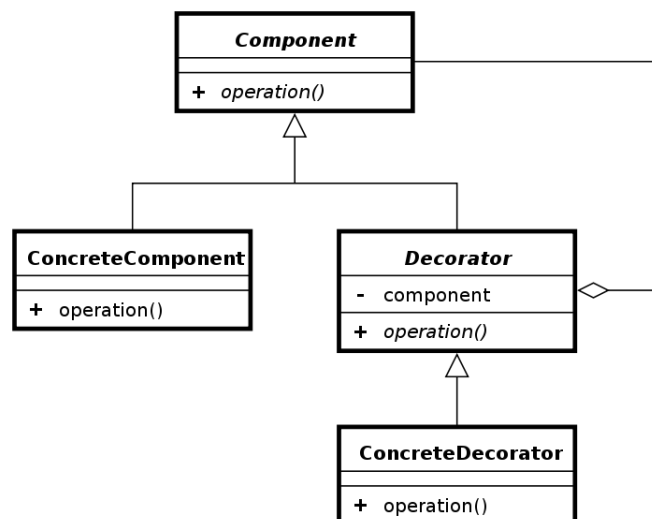 Component
+ operation()
ConcreteComponent
+ operation()
Decorator
- component
+ operation()
ConcreteDecorator
+ operation()